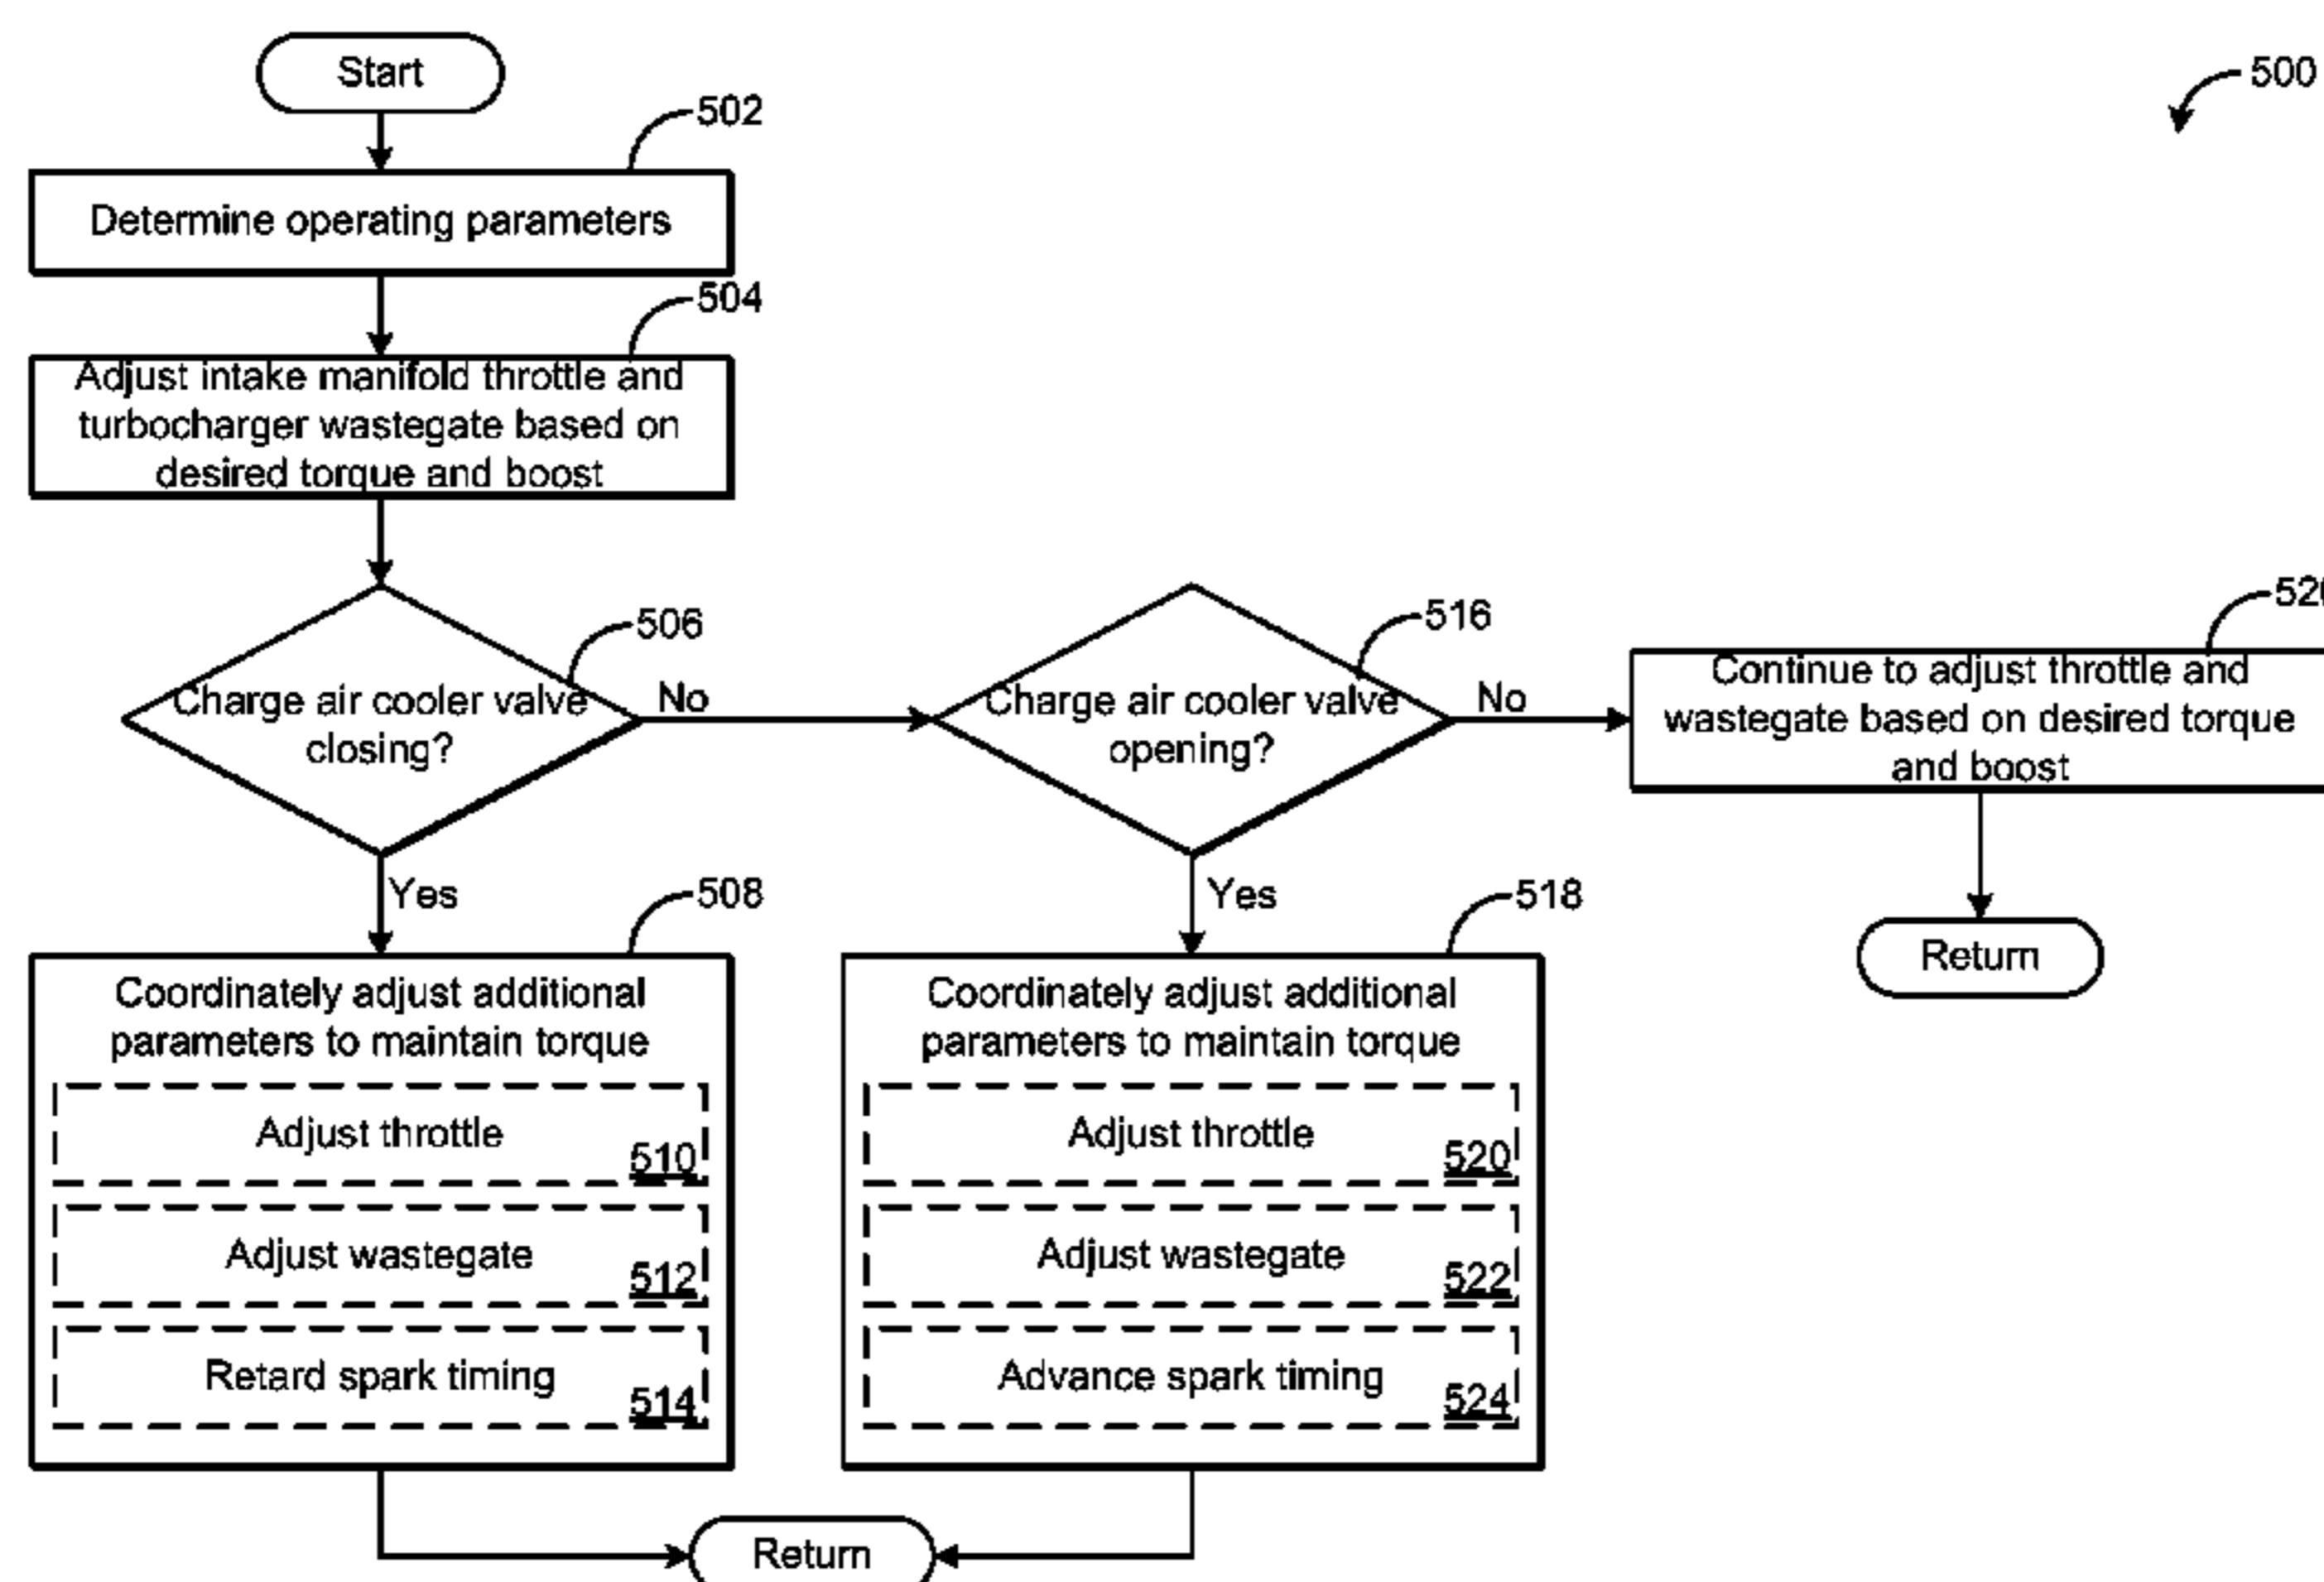 Start
500
502
Determine operating parameters
504
Adjust intake manifold throttle and
turbocharger wastegate based on
desired torque and boost
506
Charge air cooler valve
closing?
No
516
Charge air cooler valve
opening?
No
Continue to adjust throttle and
wastegate based on desired torque
and boost
Return
Yes
508
Coordinately adjust additional
parameters to maintain torque
Adjust throttle
510
Adjust wastegate
512
Retard spark timing
514
Yes
518
Coordinately adjust additional
parameters to maintain torque
Adjust throttle
520
Adjust wastegate
522
Advance spark timing
524
Return